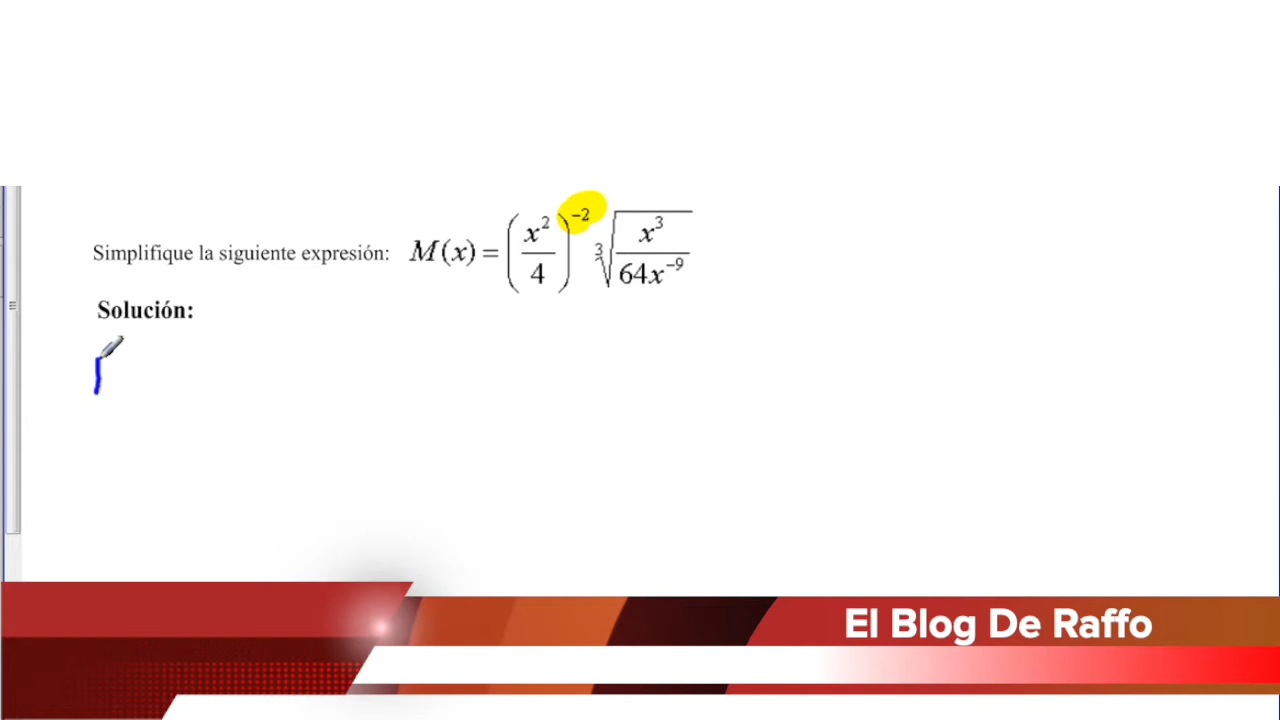 Simplifique la siguiente expresión: M(x) = (x²/4)⁻² ∛(x³/64x⁻⁹)
Solución:
El Blog De Raffo